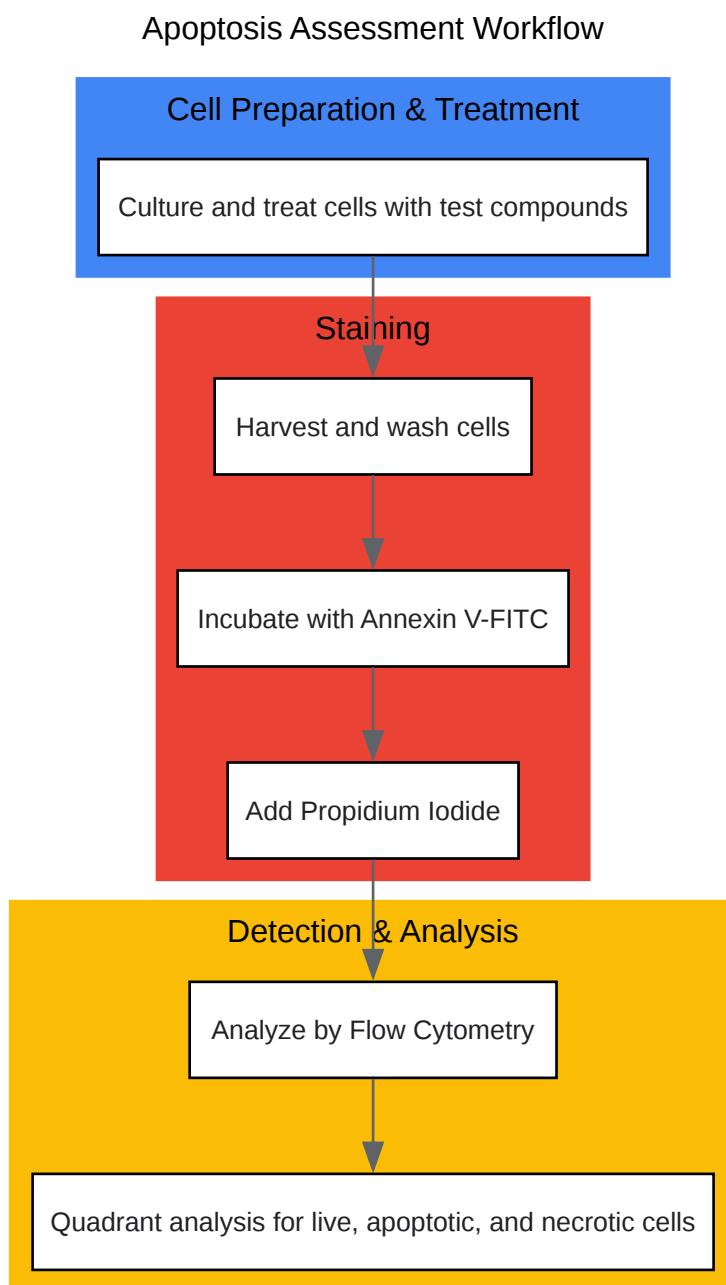 Apoptosis Assessment Workflow
Cell Preparation & Treatment
Culture and treat cells with test compounds
Staining
Harvest and wash cells
Incubate with Annexin V-FITC
Add Propidium Iodide
Detection & Analysis
Analyze by Flow Cytometry
Quadrant analysis for live, apoptotic, and necrotic cells